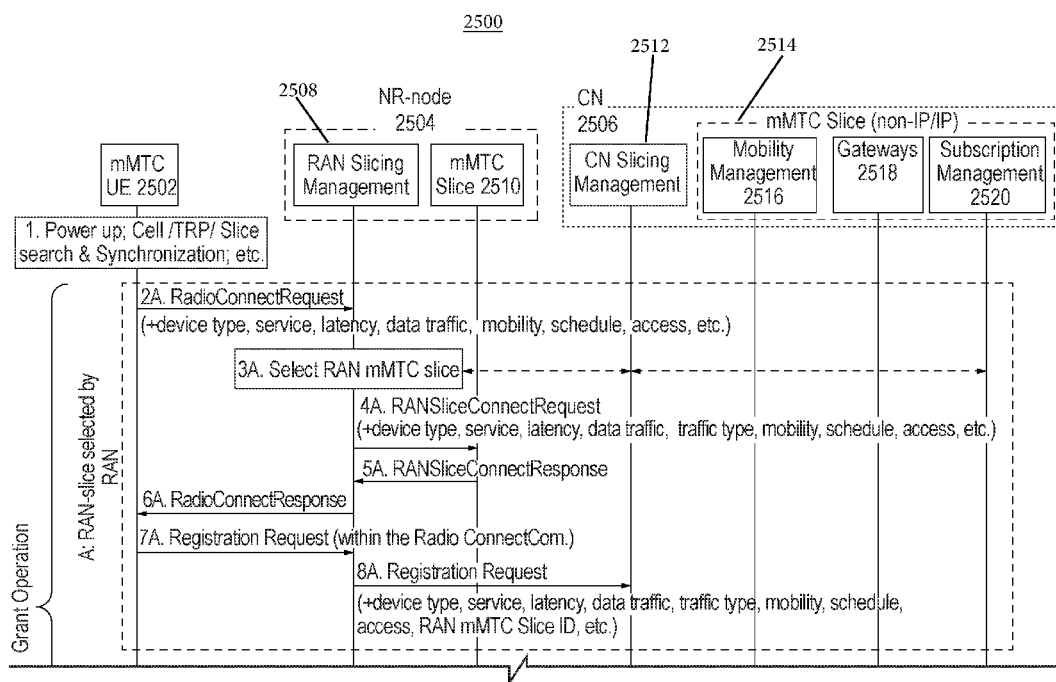 2500
2512
2514
2508
NR-node
2504
CN
2506
mMTC Slice (non-IP/IP)
mMTC
UE 2502
RAN Slicing
Management
mMTC
Slice 2510
CN Slicing
Management
Mobility
Management
2516
Gateways
2518
Subscription
Management
2520
1. Power up; Cell /TRP/ Slice
search & Synchronization; etc.
2A. RadioConnectRequest
(+device type, service, latency, data traffic, mobility, schedule, access, etc.)
3A. Select RAN mMTC slice
4A. RANSliceConnectRequest
(+device type, service, latency, data traffic, traffic type, mobility, schedule, access, etc.)
5A. RANSliceConnectResponse
6A. RadioConnectResponse
7A. Registration Request (within the Radio ConnectCom.)
8A. Registration Request
(+device type, service, latency, data traffic, traffic type, mobility, schedule,
access, RAN mMTC Slice ID, etc.)
A: RAN-slice selected by
RAN
Grant Operation